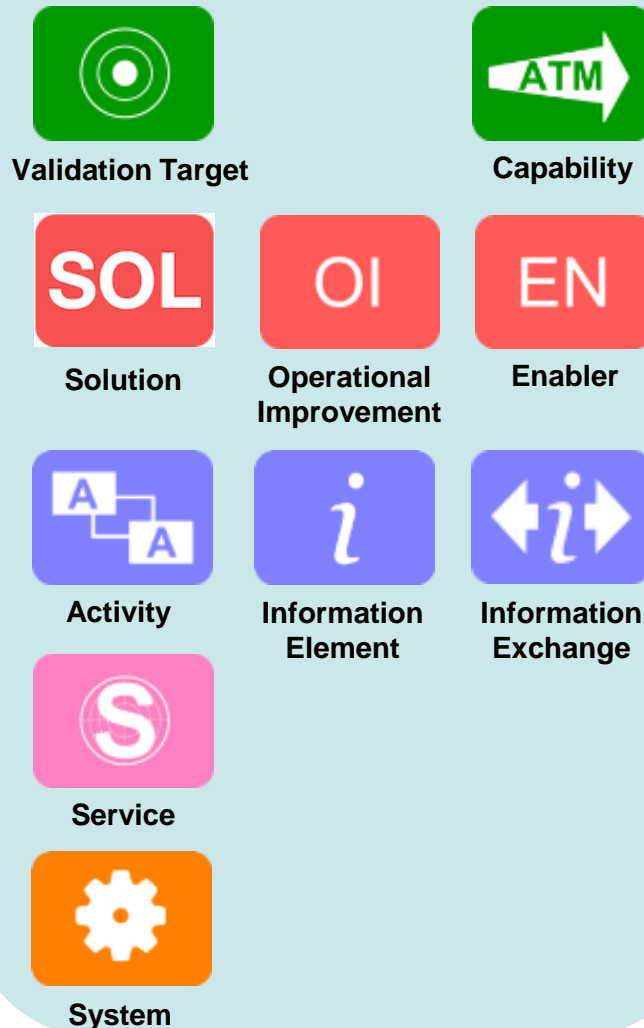 ATM
Validation Target
Capability
SOL
OI
EN
Solution
Operational
Improvement
Enabler
A
A
i
i
Activity
Information
Element
Information
Exchange
S
Service
System